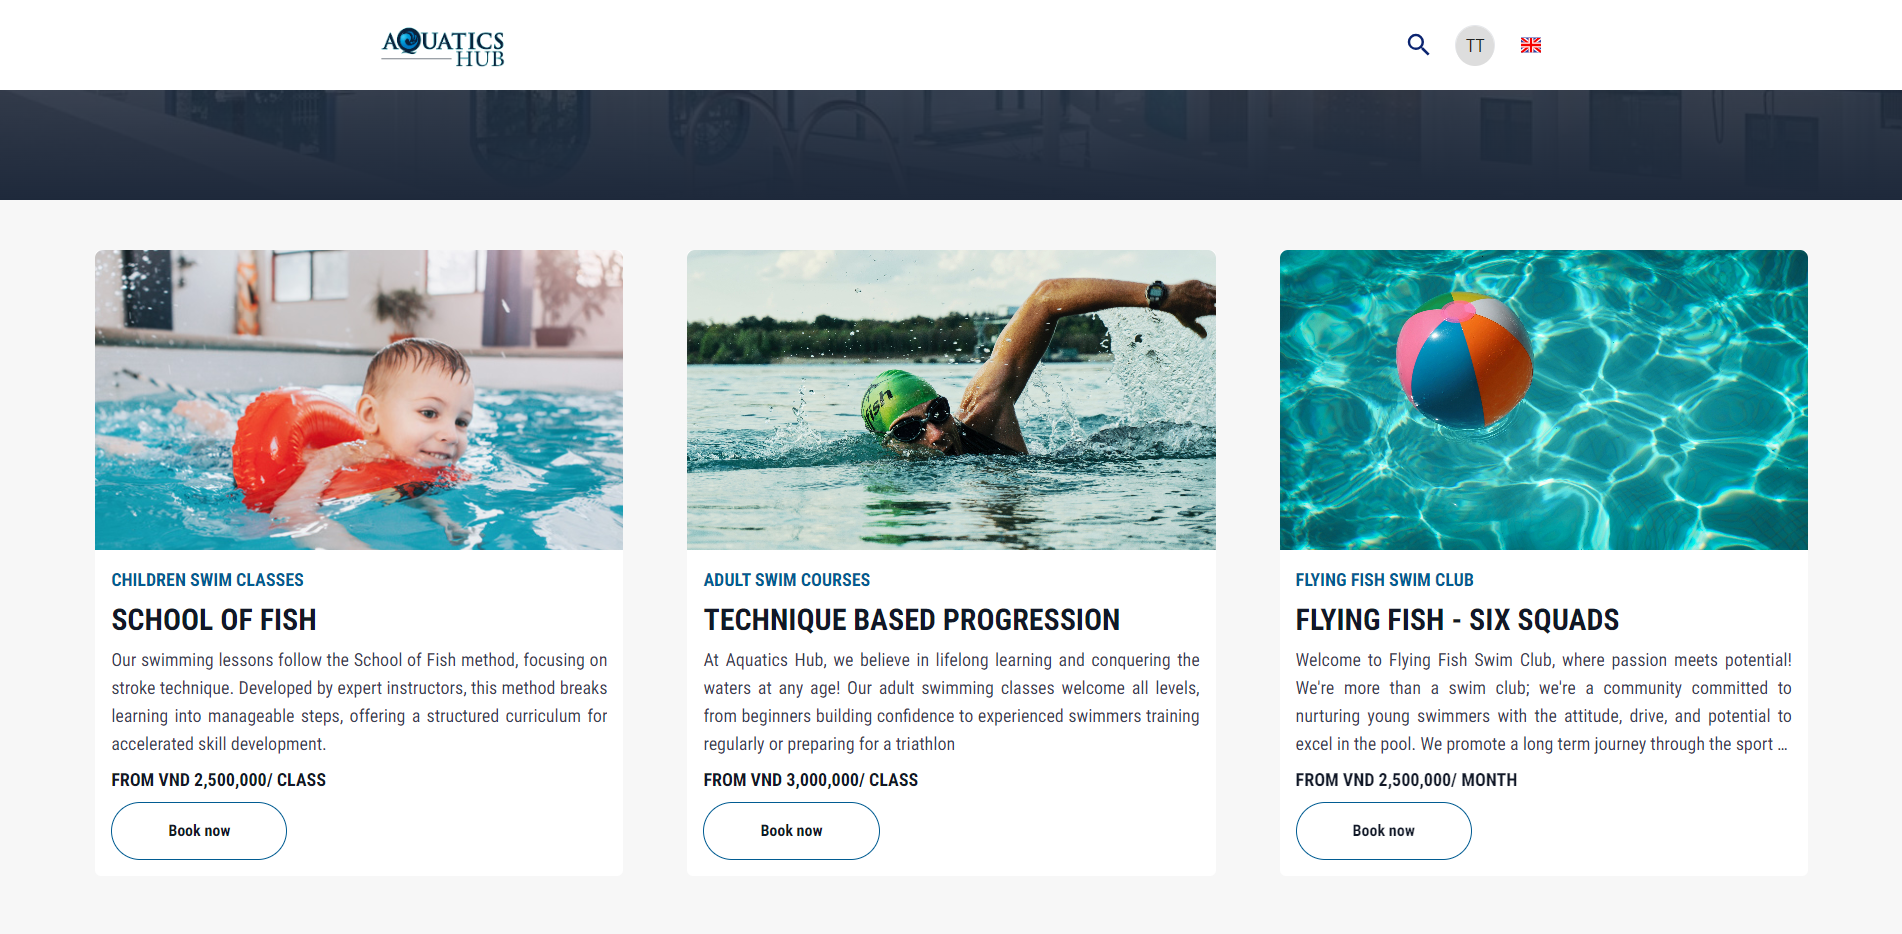 AQUATICS
HUB
TT
fish
CHILDREN SWIM CLASSES
SCHOOL OF FISH
Our swimming lessons follow the School of Fish method, focusing on
stroke technique. Developed by expert instructors, this method breaks
learning into manageable steps, offering a structured curriculum for
accelerated skill development.
FROM VND 2,500,000/ CLASS
Book now
ADULT SWIM COURSES
TECHNIQUE BASED PROGRESSION
At Aquatics Hub, we believe in lifelong learning and conquering the
waters at any age! Our adult swimming classes welcome all levels,
from beginners building confidence to experienced swimmers training
regularly or preparing for a triathlon
FROM VND 3,000,000/ CLASS
Book now
FLYING FISH SWIM CLUB
FLYING FISH - SIX SQUADS
Welcome to Flying Fish Swim Club, where passion meets potential!
We're more than a swim club; we're a community committed to
nurturing young swimmers with the attitude, drive, and potential to
excel in the pool. We promote a long term journey through the sport ...
FROM VND 2,500,000/ MONTH
Book now